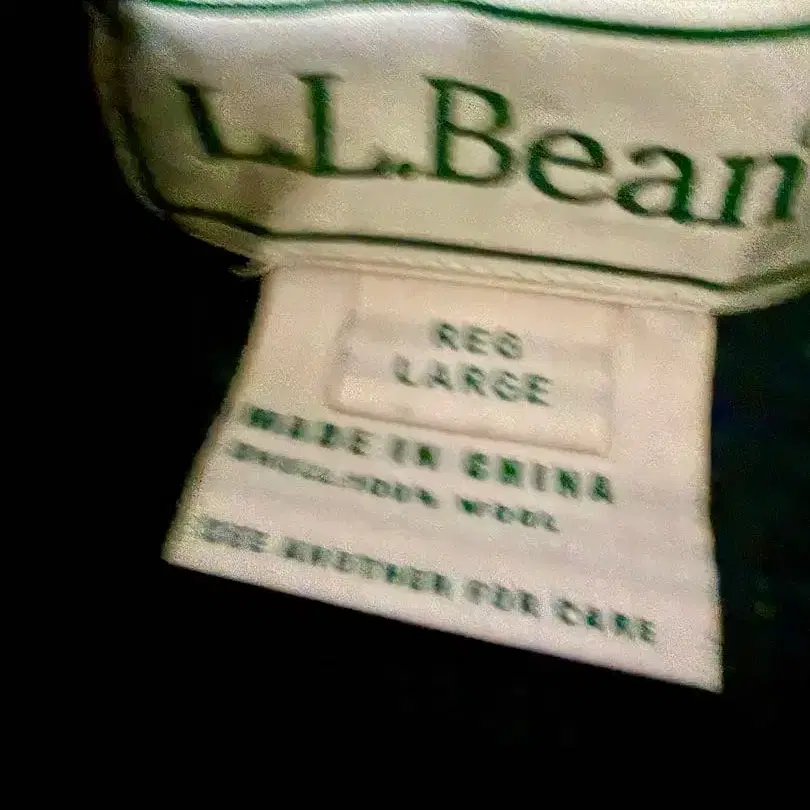 L.L.Bean
REG
LARGE
MADE IN CHINA
SHELL:100% WOOL
SEE ANOTHER FOR CARE